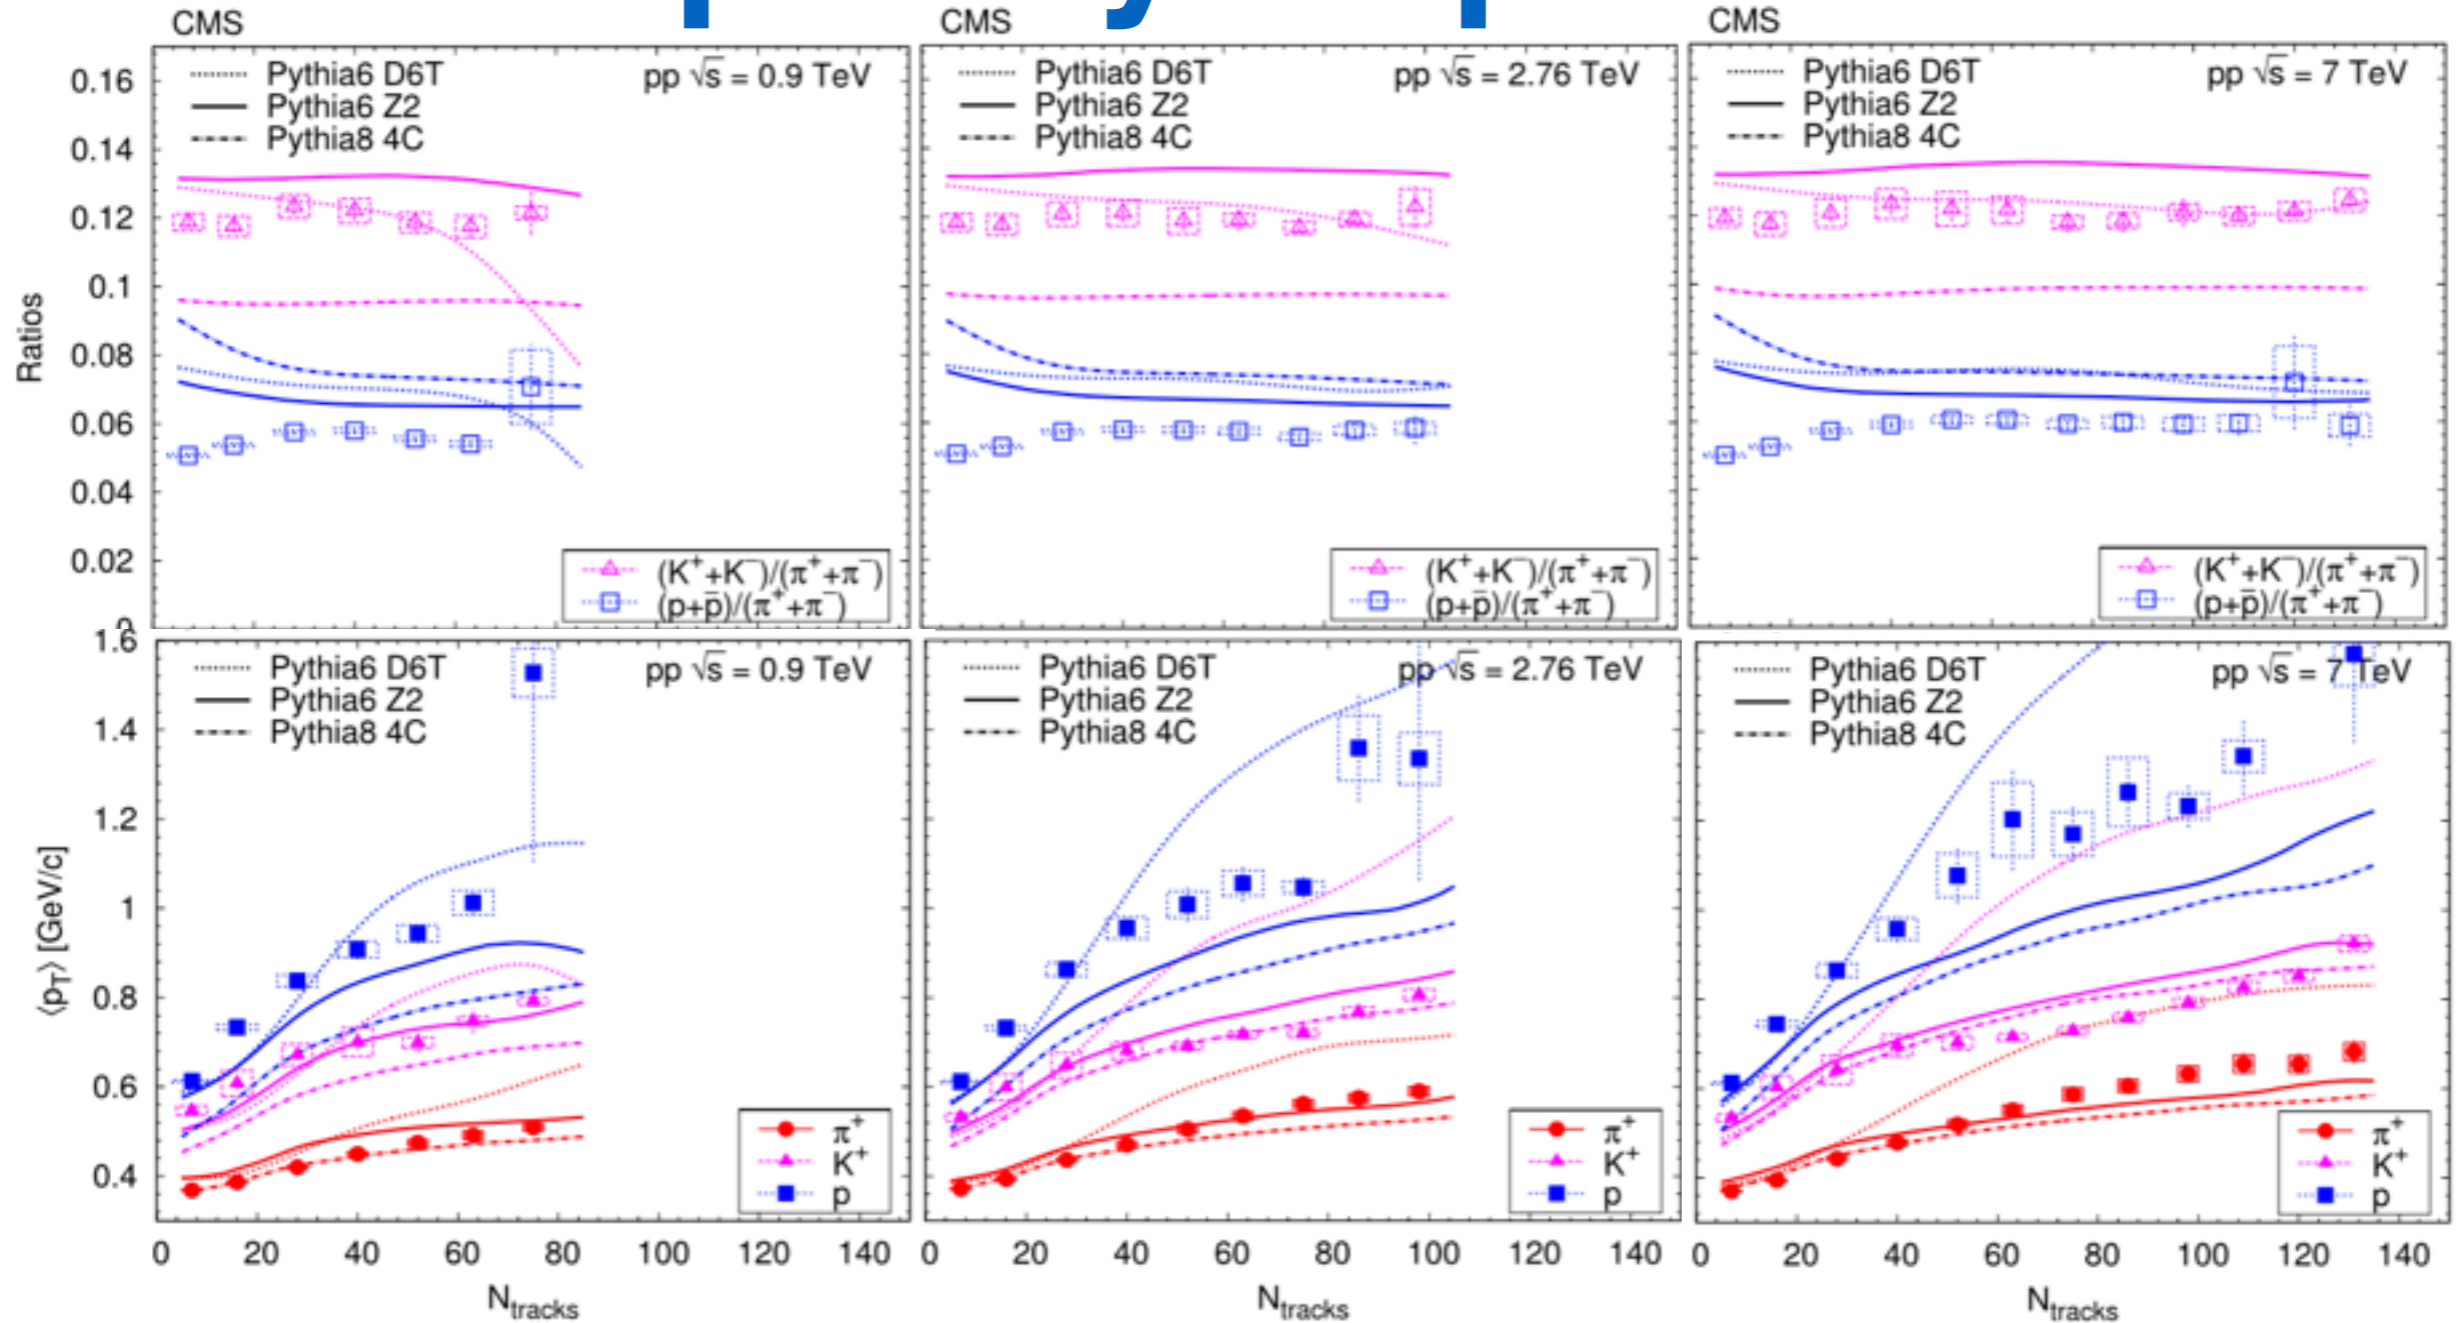 CMS
Pythia6 D6T
Pythia6 Z2
Pythia8 4C
pp √s = 0.9 TeV
0.16
0.14
0.12
0.1
0.08
0.06
0.04
0.02
0
Ratios
(K⁺+K⁻)/(π⁺+π⁻)
(p+p̄)/(π⁺+π⁻)
CMS
Pythia6 D6T
Pythia6 Z2
Pythia8 4C
pp √s = 2.76 TeV
(K⁺+K⁻)/(π⁺+π⁻)
(p+p̄)/(π⁺+π⁻)
CMS
Pythia6 D6T
Pythia6 Z2
Pythia8 4C
pp √s = 7 TeV
(K⁺+K⁻)/(π⁺+π⁻)
(p+p̄)/(π⁺+π⁻)
Pythia6 D6T
Pythia6 Z2
Pythia8 4C
pp √s = 0.9 TeV
1.6
1.4
1.2
1
0.8
0.6
0.4
⟨pT⟩ [GeV/c]
π⁺
K⁺
p
0 20 40 60 80 100 120 140
Ntracks
Pythia6 D6T
Pythia6 Z2
Pythia8 4C
pp √s = 2.76 TeV
π⁺
K⁺
p
0 20 40 60 80 100 120 140
Ntracks
Pythia6 D6T
Pythia6 Z2
Pythia8 4C
pp √s = 7 TeV
π⁺
K⁺
p
0 20 40 60 80 100 120 140
Ntracks